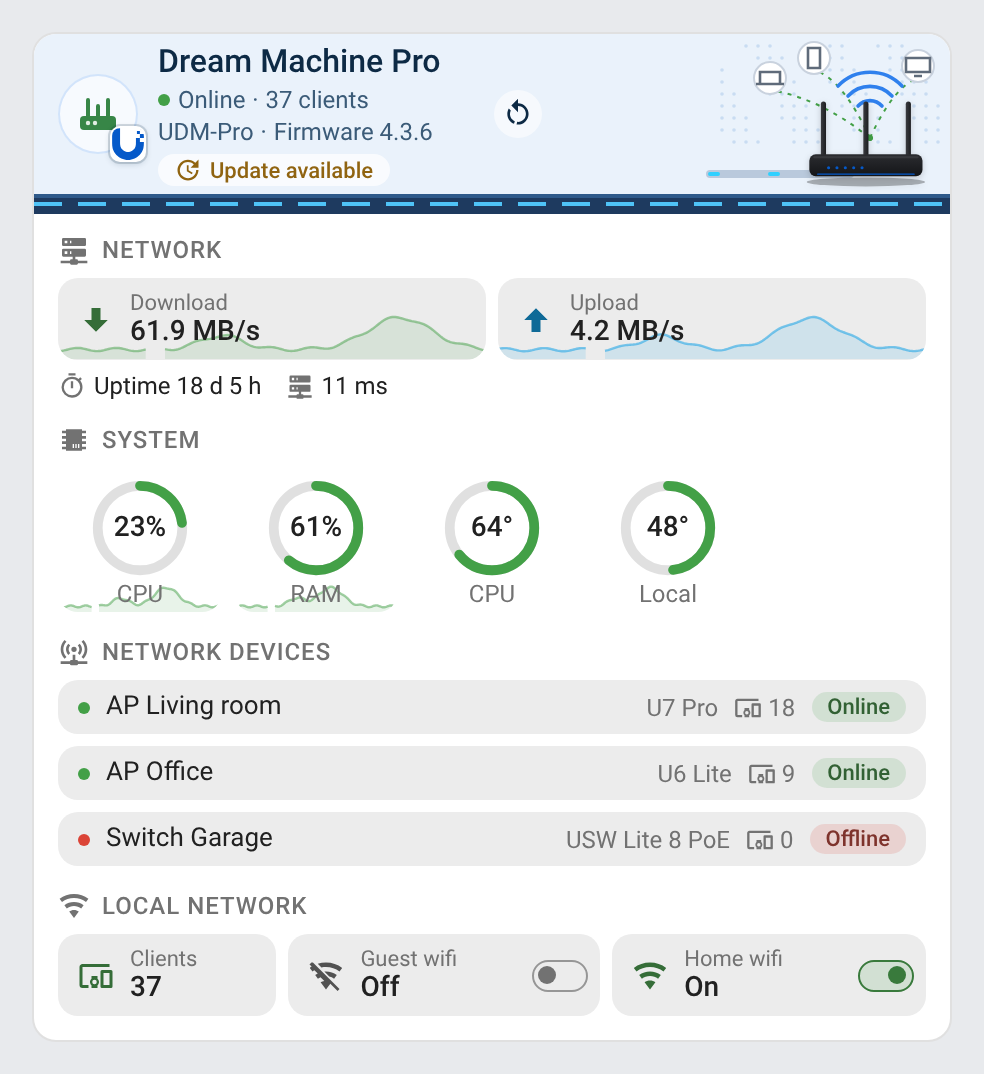 Dream Machine Pro
Online · 37 clients
UDM-Pro · Firmware 4.3.6
Update available
NETWORK
Download
61.9 MB/s
Upload
4.2 MB/s
Uptime 18 d 5 h
11 ms
SYSTEM
23%
61%
64°
48°
CPU
RAM
CPU
Local
NETWORK DEVICES
AP Living room U7 Pro 18 Online
AP Office U6 Lite 9 Online
Switch Garage USW Lite 8 PoE 0 Offline
LOCAL NETWORK
Clients
37
Guest wifi
Off
Home wifi
On